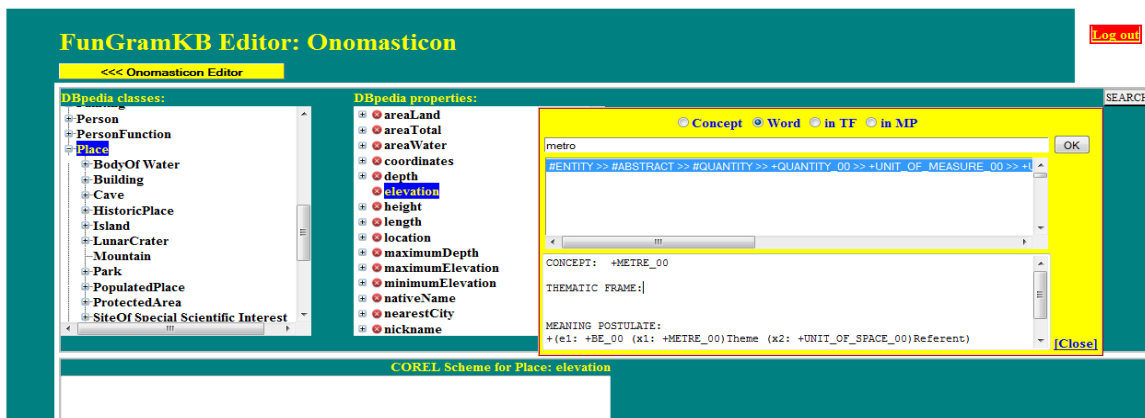 FunGramKB Editor: Onomasticon
Log out
<<< Onomasticon Editor
DBpedia classes:
Person
PersonFunction
Place
BodyOf Water
Building
Cave
HistoricPlace
Island
LunarCrater
Mountain
Park
PopulatedPlace
ProtectedArea
SiteOf Special Scientific Interest
DBpedia properties:
areaLand
areaTotal
areaWater
coordinates
depth
elevation
height
length
location
maximumDepth
maximumElevation
minimumElevation
nativeName
nearestCity
nickname
SEARCH
Concept Word in TF in MP
metro
OK
#ENTITY >> #ABSTRACT >> #QUANTITY >> +QUANTITY_00 >> +UNIT_OF_MEASURE_00 >>
CONCEPT: +METRE_00
THEMATIC FRAME:
MEANING POSTULATE:
+(e1: +BE_00 (x1: +METRE_00)Theme (x2: +UNIT_OF_SPACE_00)Referent)
[Close]
COREL Scheme for Place: elevation